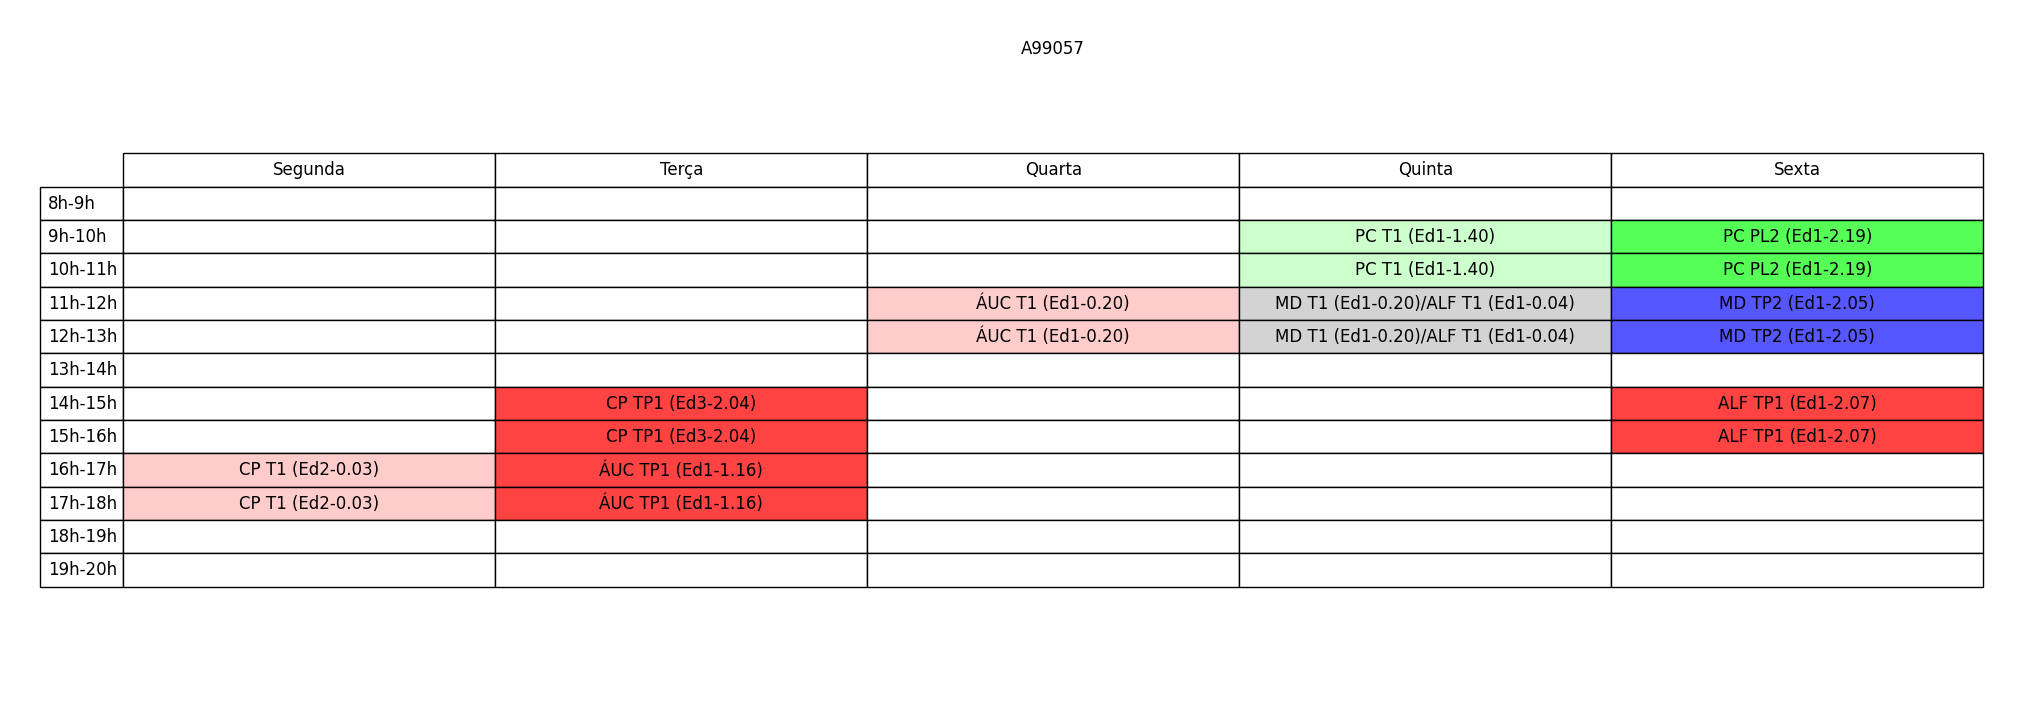 A99057
Segunda Terça Quarta Quinta Sexta
8h-9h
9h-10h PC T1 (Ed1-1.40) PC PL2 (Ed1-2.19)
10h-11h PC T1 (Ed1-1.40) PC PL2 (Ed1-2.19)
11h-12h ÁUC T1 (Ed1-0.20) MD T1 (Ed1-0.20)/ALF T1 (Ed1-0.04) MD TP2 (Ed1-2.05)
12h-13h ÁUC T1 (Ed1-0.20) MD T1 (Ed1-0.20)/ALF T1 (Ed1-0.04) MD TP2 (Ed1-2.05)
13h-14h
14h-15h CP TP1 (Ed3-2.04) ALF TP1 (Ed1-2.07)
15h-16h CP TP1 (Ed3-2.04) ALF TP1 (Ed1-2.07)
16h-17h CP T1 (Ed2-0.03) ÁUC TP1 (Ed1-1.16)
17h-18h CP T1 (Ed2-0.03) ÁUC TP1 (Ed1-1.16)
18h-19h
19h-20h